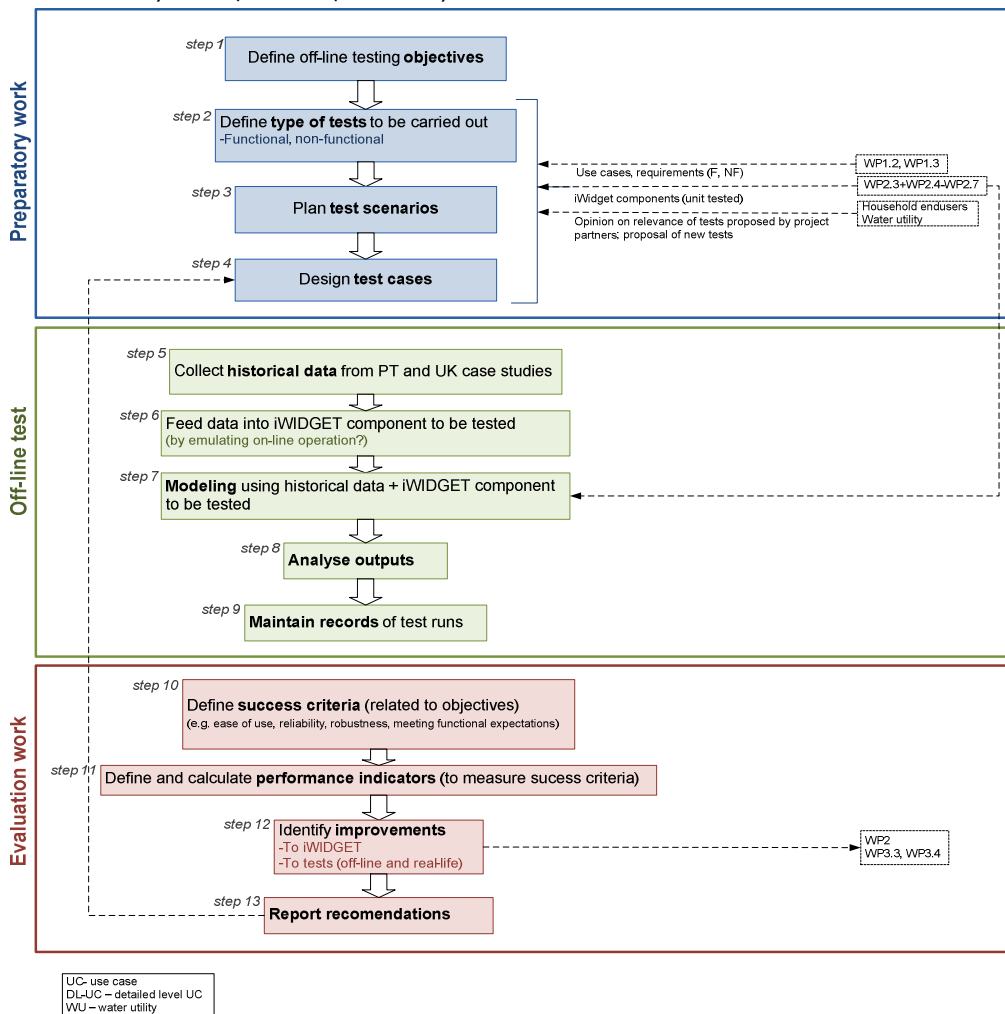 Preparatory work
step 1
Define off-line testing objectives
step 2
Define type of tests to be carried out
-Functional, non-functional
step 3
Plan test scenarios
step 4
Design test cases
Use cases, requirements (F, NF)
WP1.2, WP1.3
iWidget components (unit tested)
WP2.3+WP2.4-WP2.7
Opinion on relevance of tests proposed by project
partners; proposal of new tests
Household endusers
Water utility
Off-line test
step 5
Collect historical data from PT and UK case studies
step 6
Feed data into iWIDGET component to be tested
(by emulating on-line operation?)
step 7
Modeling using historical data + iWIDGET component
to be tested
step 8
Analyse outputs
step 9
Maintain records of test runs
Evaluation work
step 10
Define success criteria (related to objectives)
(e.g. ease of use, reliability, robustness, meeting functional expectations)
step 11
Define and calculate performance indicators (to measure sucess criteria)
step 12
Identify improvements
-To iWIDGET
-To tests (off-line and real-life)
WP2
WP3.3, WP3.4
step 13
Report recomendations
UC- use case
DL-UC – detailed level UC
WU – water utility